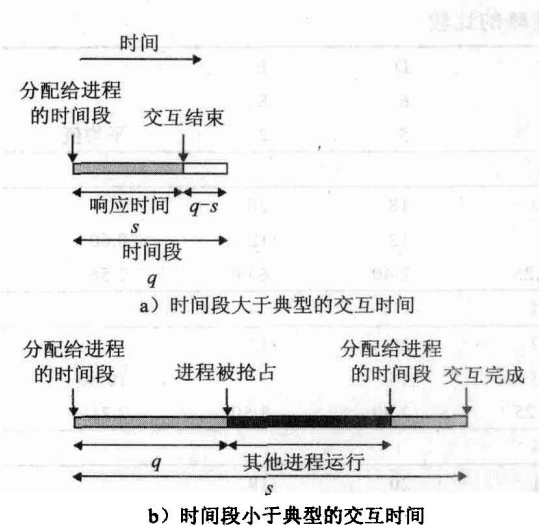 时间
分配给进程
的时间段
交互结束
响应时间
q-s
s
时间段
q
a）时间段大于典型的交互时间
分配给进程
的时间段
进程被抢占
分配给进程
的时间段
交互完成
q
其他进程运行
s
b）时间段小于典型的交互时间